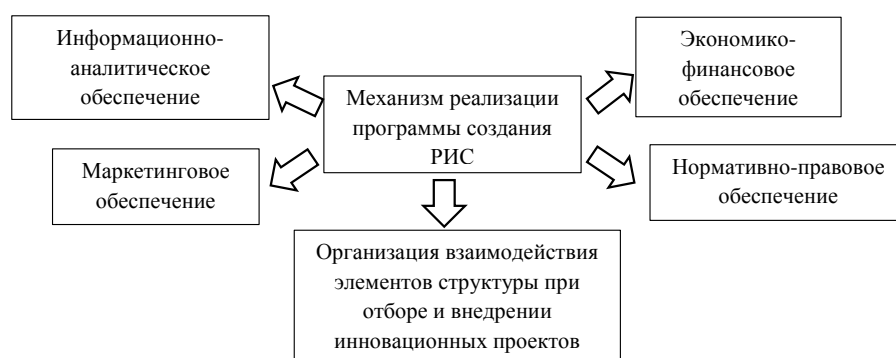 Информационно-
аналитическое
обеспечение
Экономико-
финансовое
обеспечение
Механизм реализации
программы создания
РИС
Маркетинговое
обеспечение
Нормативно-правовое
обеспечение
Организация взаимодействия
элементов структуры при
отборе и внедрении
инновационных проектов